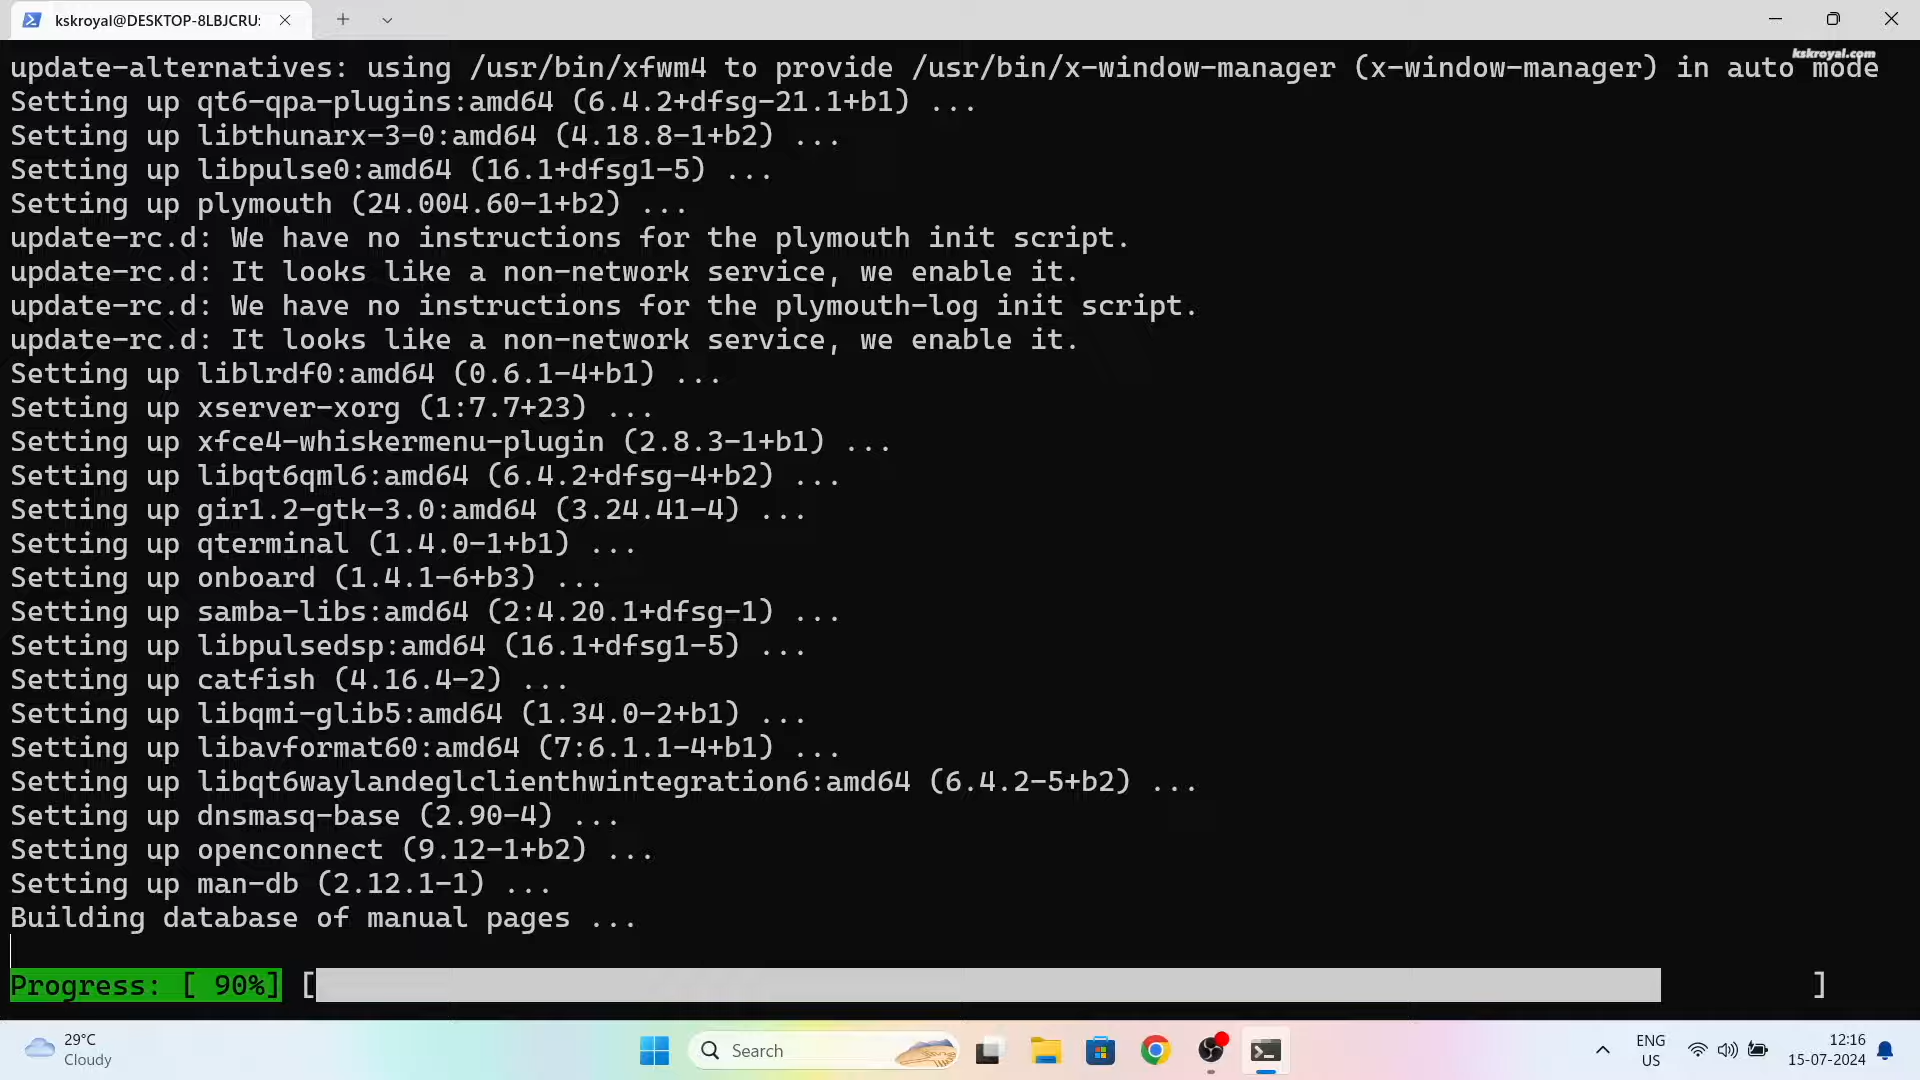 kskroyal@DESKTOP-8LBJCRU:
kskroyal.com
update-alternatives: using /usr/bin/xfwm4 to provide /usr/bin/x-window-manager (x-window-manager) in auto mode
Setting up qt6-qpa-plugins:amd64 (6.4.2+dfsg-21.1+b1) ...
Setting up libthunarx-3-0:amd64 (4.18.8-1+b2) ...
Setting up libpulse0:amd64 (16.1+dfsg1-5) ...
Setting up plymouth (24.004.60-1+b2) ...
update-rc.d: We have no instructions for the plymouth init script.
update-rc.d: It looks like a non-network service, we enable it.
update-rc.d: We have no instructions for the plymouth-log init script.
update-rc.d: It looks like a non-network service, we enable it.
Setting up liblrdf0:amd64 (0.6.1-4+b1) ...
Setting up xserver-xorg (1:7.7+23) ...
Setting up xfce4-whiskermenu-plugin (2.8.3-1+b1) ...
Setting up libqt6qml6:amd64 (6.4.2+dfsg-4+b2) ...
Setting up gir1.2-gtk-3.0:amd64 (3.24.41-4) ...
Setting up qterminal (1.4.0-1+b1) ...
Setting up onboard (1.4.1-6+b3) ...
Setting up samba-libs:amd64 (2:4.20.1+dfsg-1) ...
Setting up libpulsedsp:amd64 (16.1+dfsg1-5) ...
Setting up catfish (4.16.4-2) ...
Setting up libqmi-glib5:amd64 (1.34.0-2+b1) ...
Setting up libavformat60:amd64 (7:6.1.1-4+b1) ...
Setting up libqt6waylandeglclienthwintegration6:amd64 (6.4.2-5+b2) ...
Setting up dnsmasq-base (2.90-4) ...
Setting up openconnect (9.12-1+b2) ...
Setting up man-db (2.12.1-1) ...
Building database of manual pages ...
Progress: [ 90%] [ ]
29°C
Cloudy
Search
ENG
US
12:16
15-07-2024